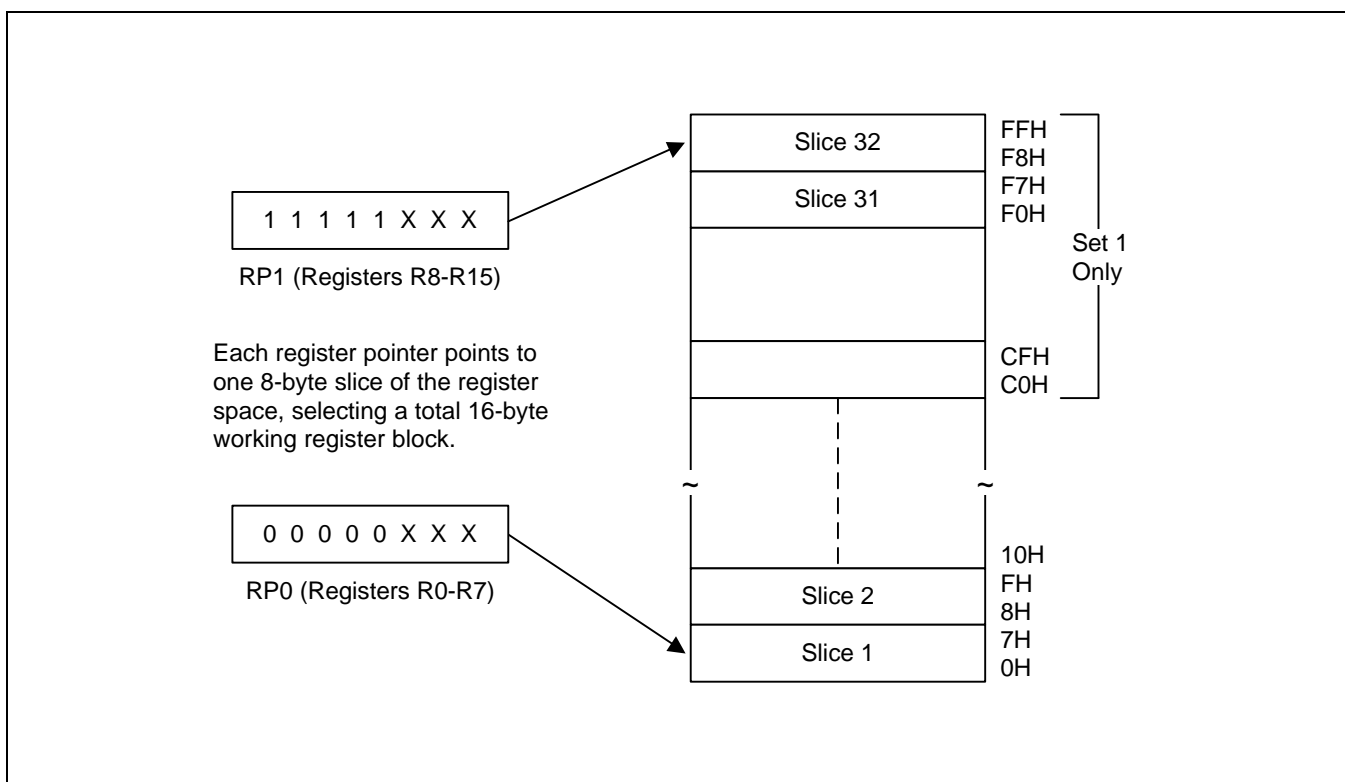 Slice 32
FFH
F8H
Slice 31
F7H
F0H
1 1 1 1 1 X X X
RP1 (Registers R8-R15)
Set 1
Only
Each register pointer points to
one 8-byte slice of the register
space, selecting a total 16-byte
working register block.
CFH
C0H
~ ~
0 0 0 0 0 X X X
RP0 (Registers R0-R7)
10H
Slice 2
FH
8H
Slice 1
7H
0H